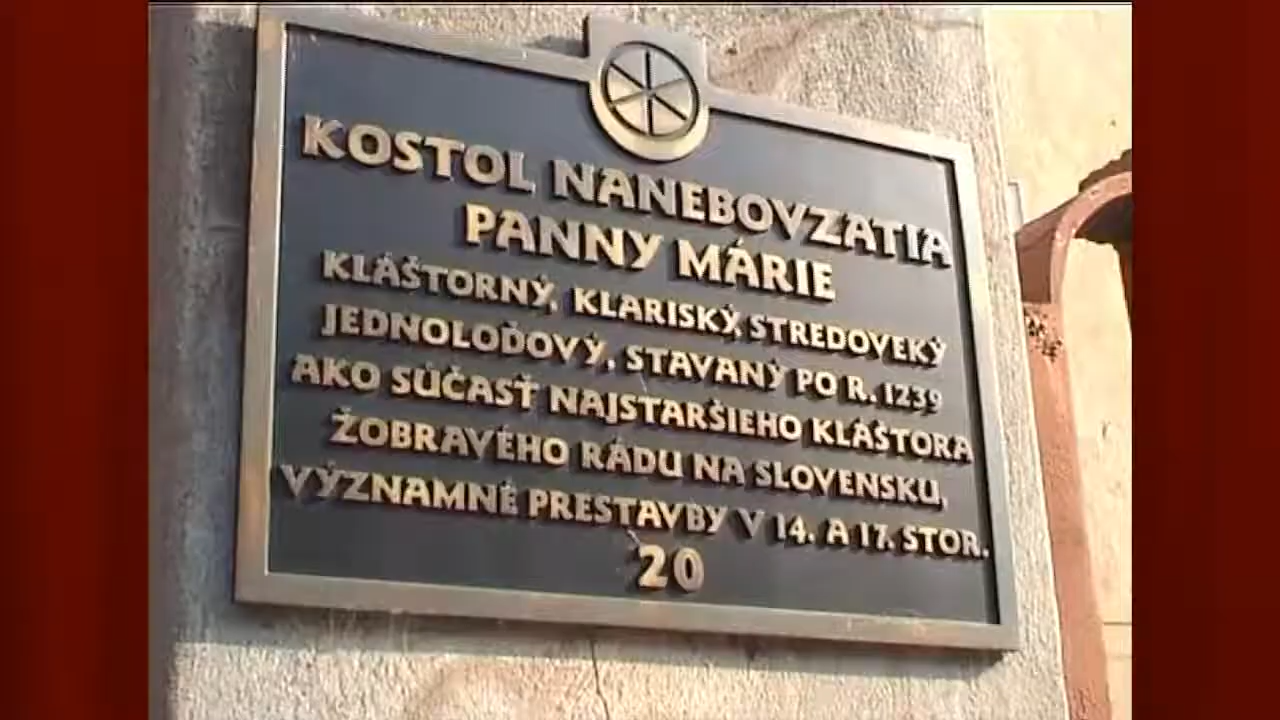 KOSTOL NANEBOVZATIA
PANNY MÁRIE
KLÁŠTORNÝ, KLARISKÝ, STREDOVEKÝ
JEDNOLOĎOVÝ, STAVANÝ PO R. 1239
AKO SÚČASŤ NAJSTARŠIEHO KLÁŠTORA
ŽOBRAVÉHO RÁDU NA SLOVENSKU,
VÝZNAMNÉ PRESTAVBY V 14. A 17. STOR.
20